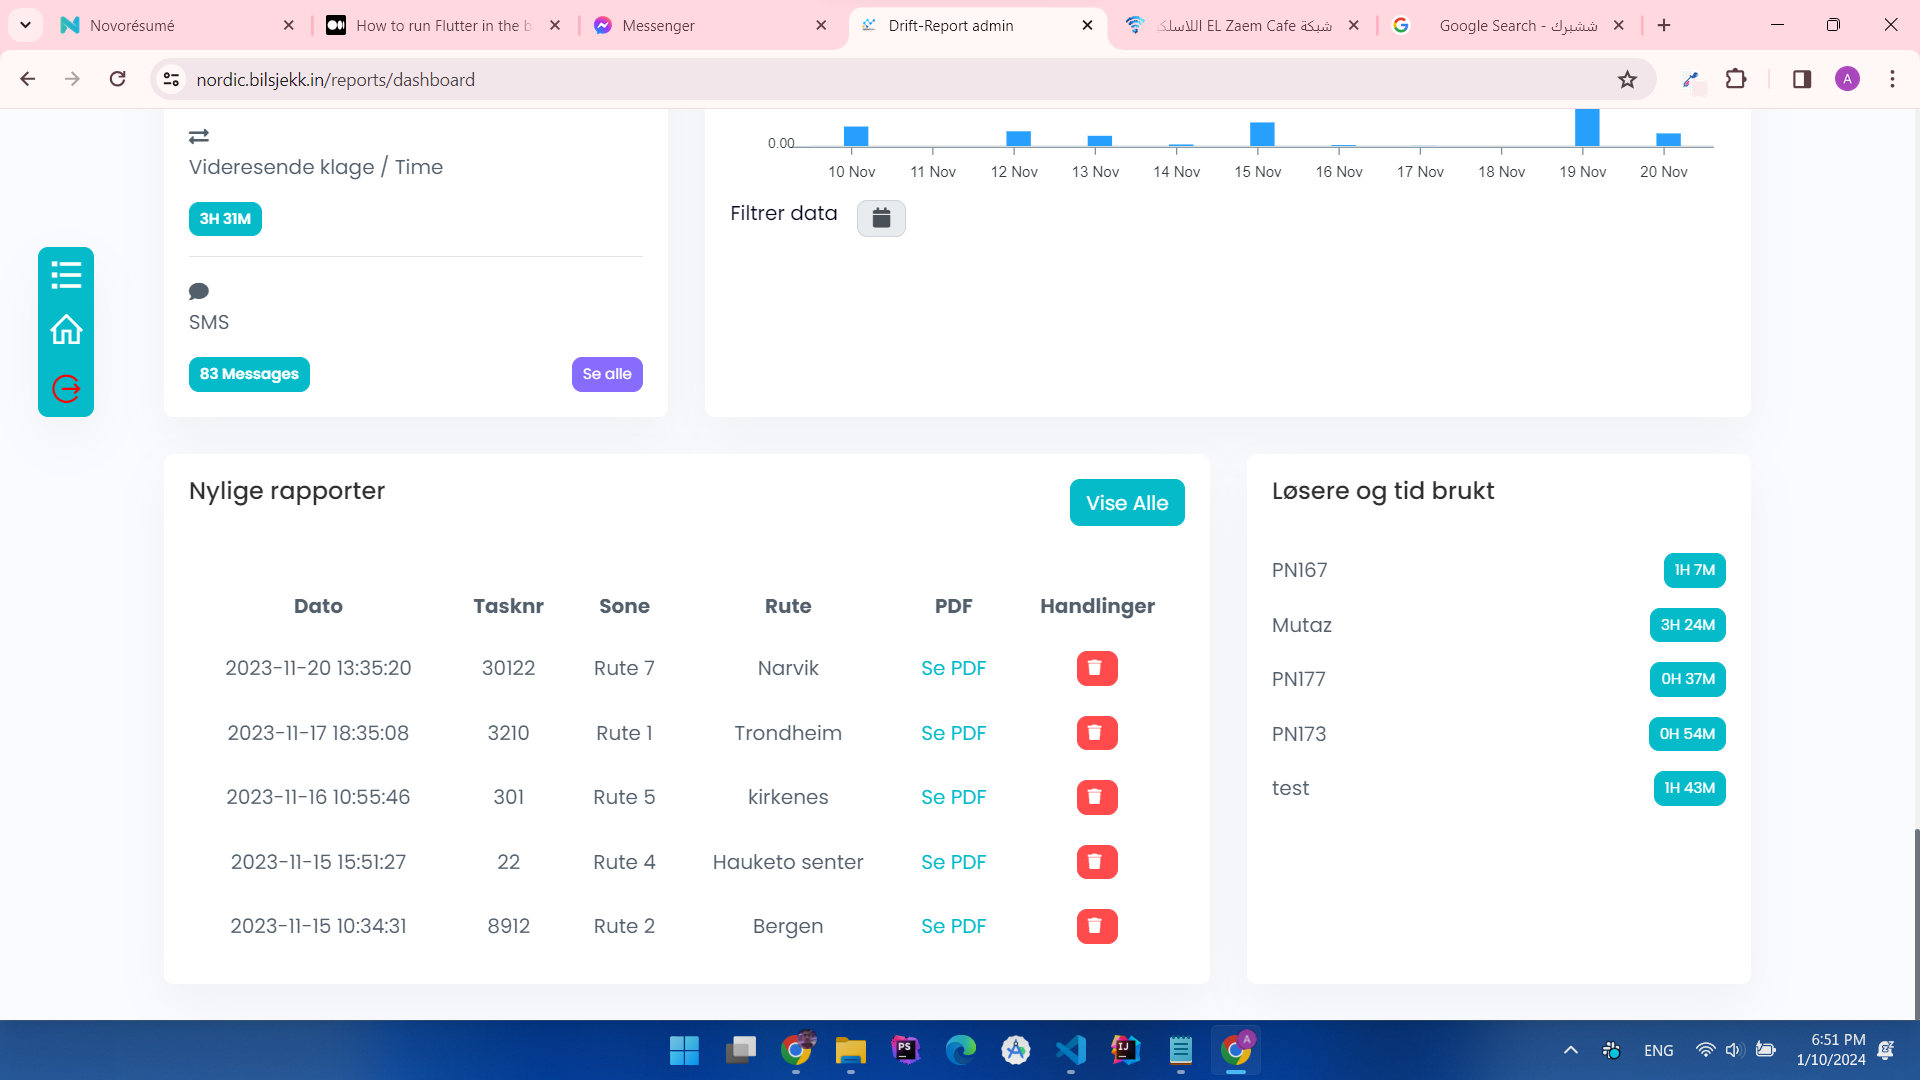 Novorésumé
How to run Flutter in the b
Messenger
Drift-Report admin
شبكة EL Zaem Cafe اللاسلك
ششبرك - Google Search
nordic.bilsjekk.in/reports/dashboard
A
Videresende klage / Time
3H 31M
SMS
83 Messages
Se alle
0.00
10 Nov 11 Nov 12 Nov 13 Nov 14 Nov 15 Nov 16 Nov 17 Nov 18 Nov 19 Nov 20 Nov
Filtrer data
Nylige rapporter
Vise Alle
Dato Tasknr Sone Rute PDF Handlinger
2023-11-20 13:35:20 30122 Rute 7 Narvik Se PDF
2023-11-17 18:35:08 3210 Rute 1 Trondheim Se PDF
2023-11-16 10:55:46 301 Rute 5 kirkenes Se PDF
2023-11-15 15:51:27 22 Rute 4 Hauketo senter Se PDF
2023-11-15 10:34:31 8912 Rute 2 Bergen Se PDF
Løsere og tid brukt
PN167 1H 7M
Mutaz 3H 24M
PN177 0H 37M
PN173 0H 54M
test 1H 43M
PS
IJ
A
ENG
6:51 PM
1/10/2024